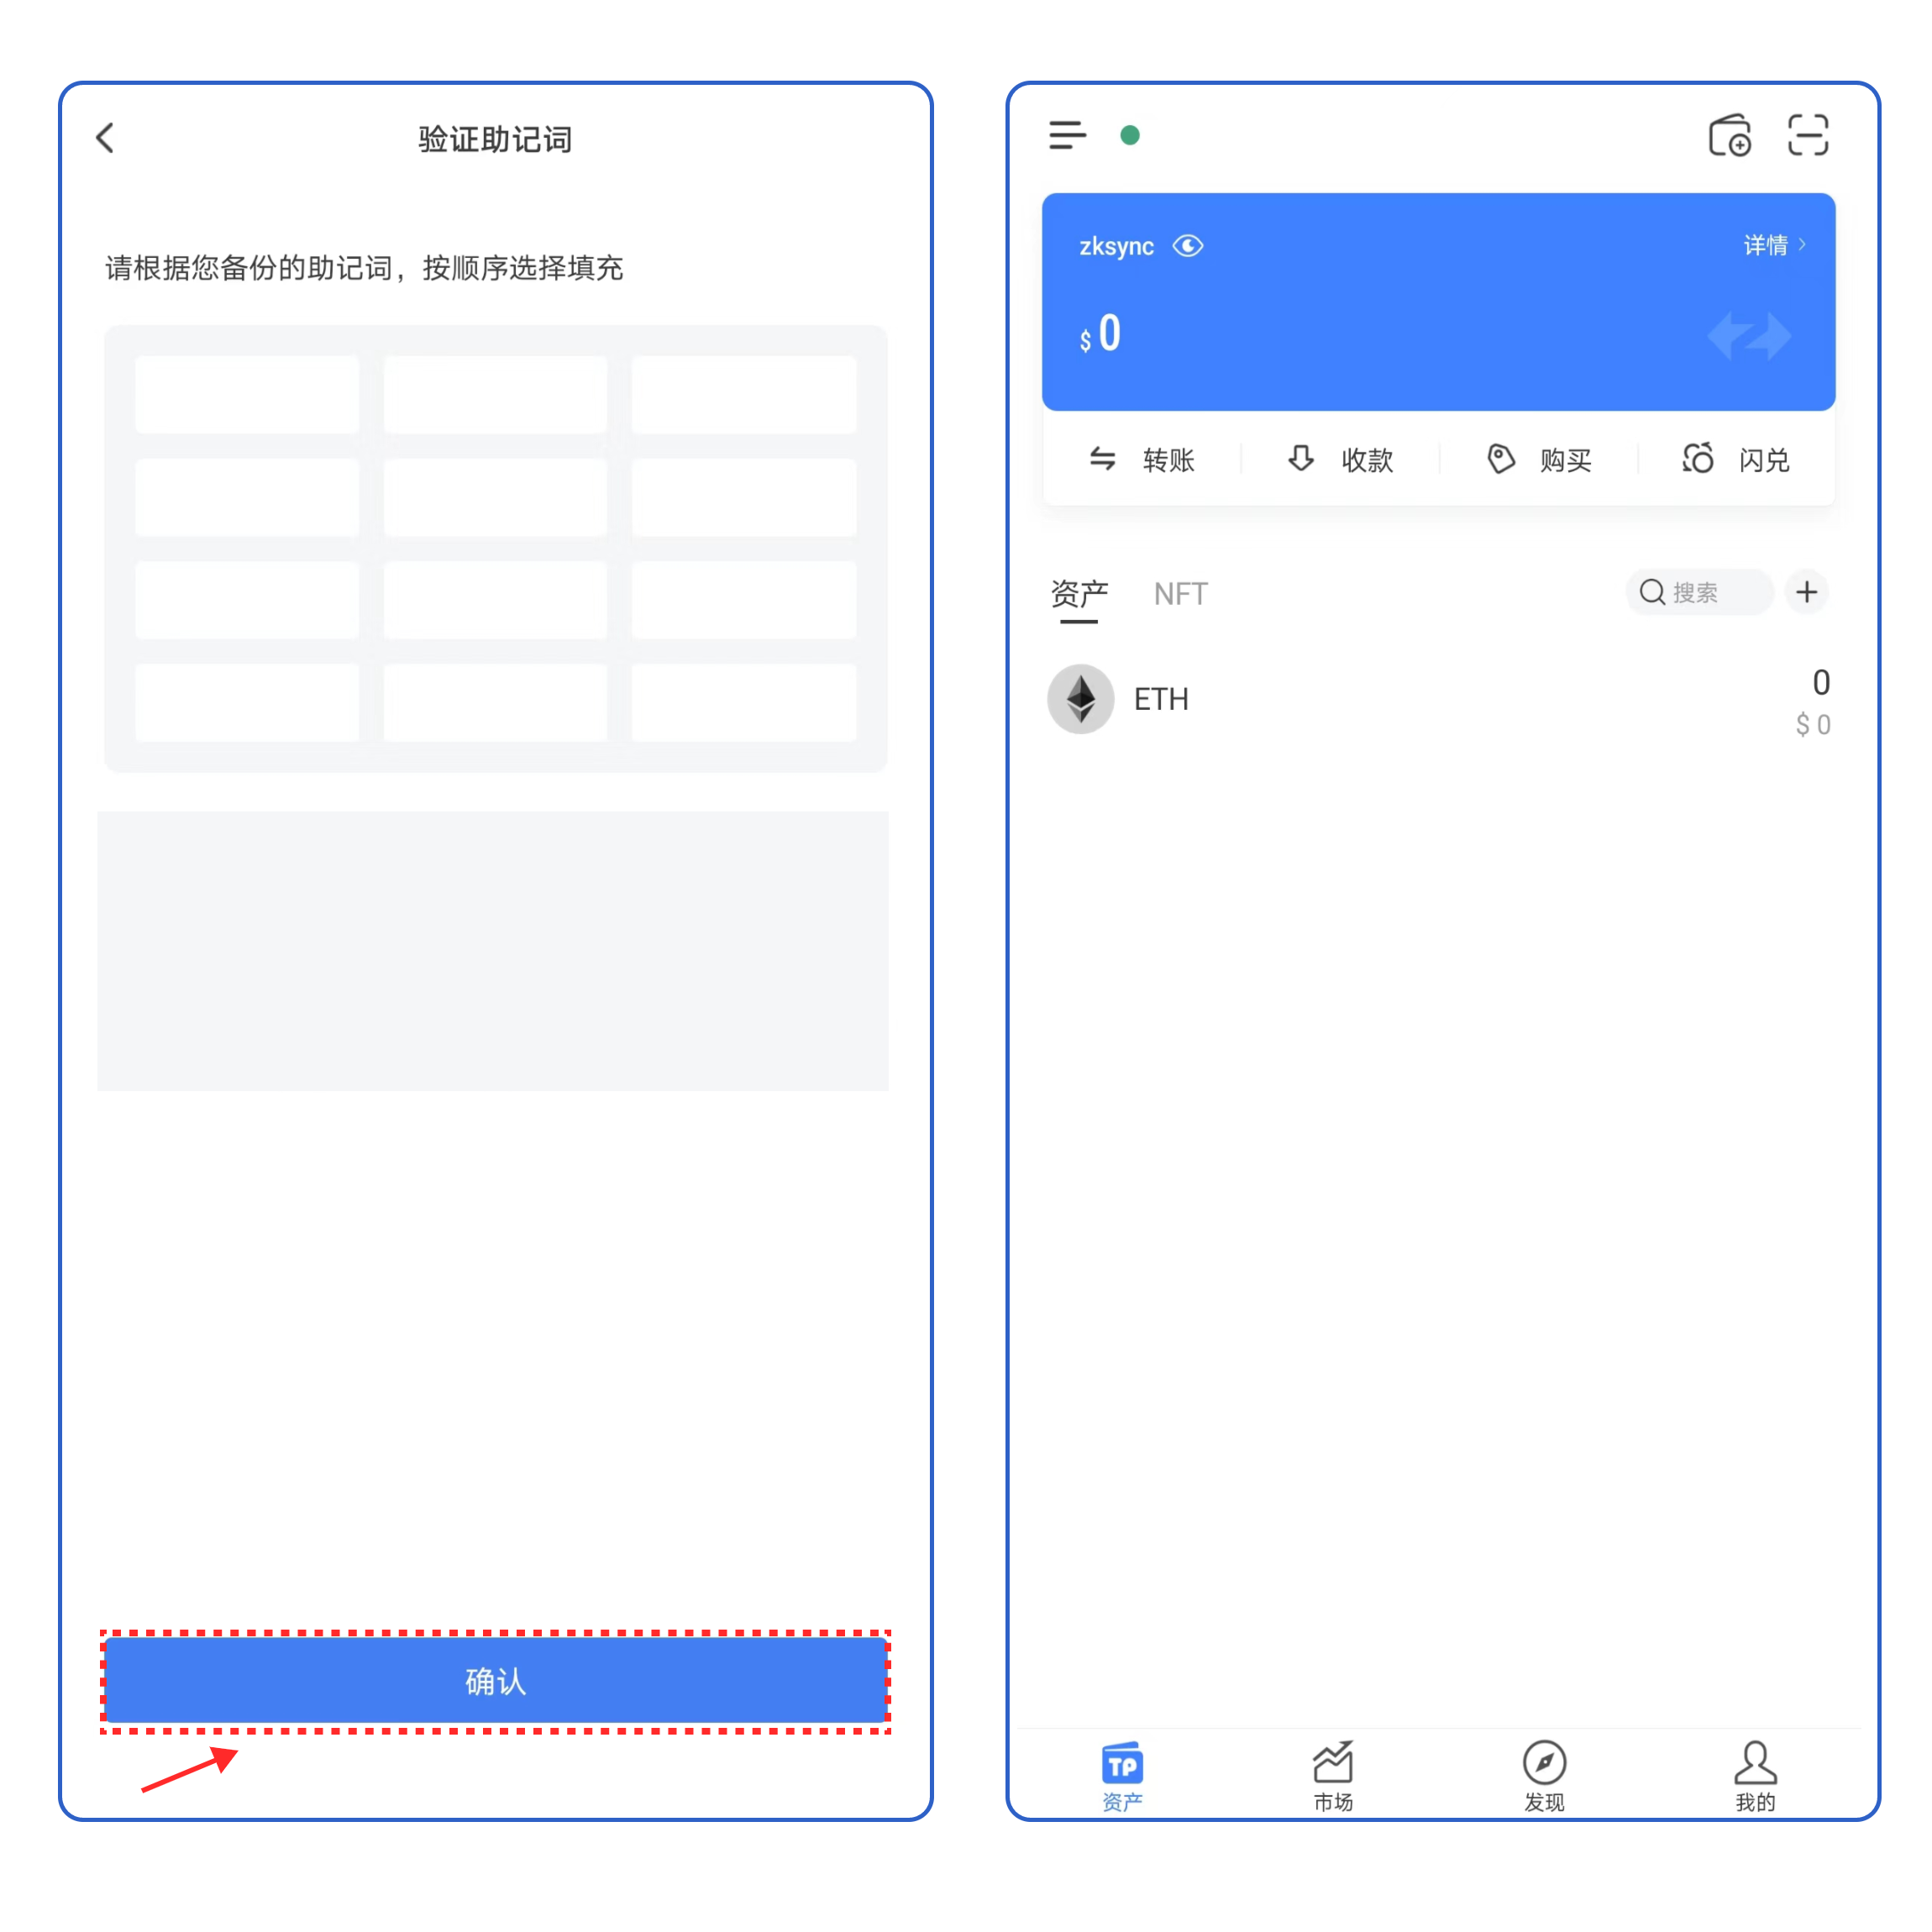 验证助记词
请根据您备份的助记词，按顺序选择填充
确认
zksync
详情
$ 0
转账
收款
购买
闪兑
资产
NFT
搜索
ETH
0
$ 0
TP
资产
市场
发现
我的